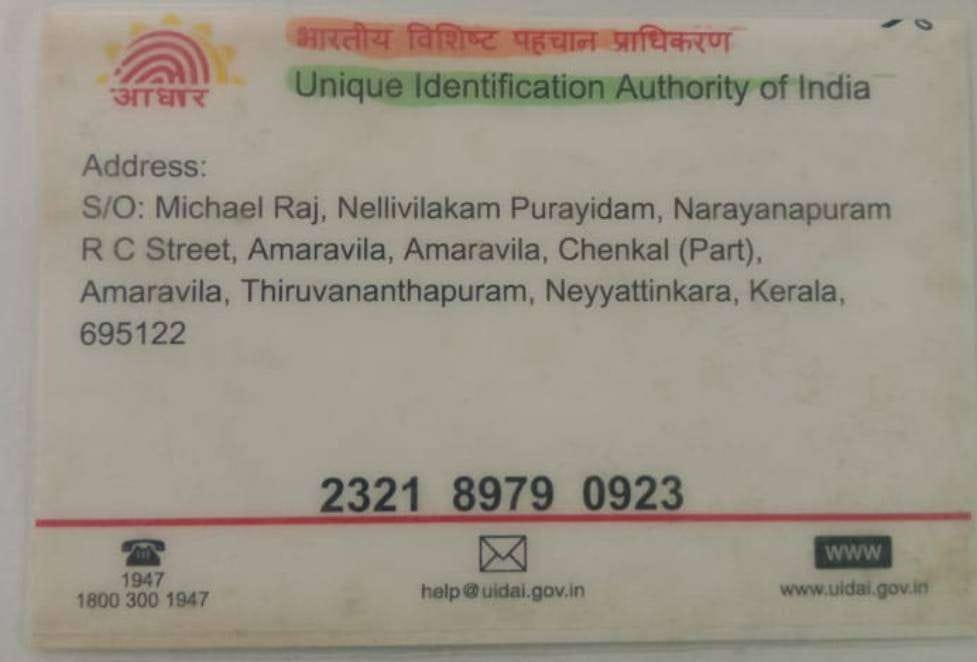 भारतीय विशिष्ट पहचान प्राधिकरण
आधार
Unique Identification Authority of India
Address:
S/O: Michael Raj, Nellivilakam Purayidam, Narayanapuram
R C Street, Amaravila, Amaravila, Chenkal (Part),
Amaravila, Thiruvananthapuram, Neyyattinkara, Kerala,
695122
2321 8979 0923
1947
1800 300 1947
help@uidai.gov.in
www
www.uidai.gov.in